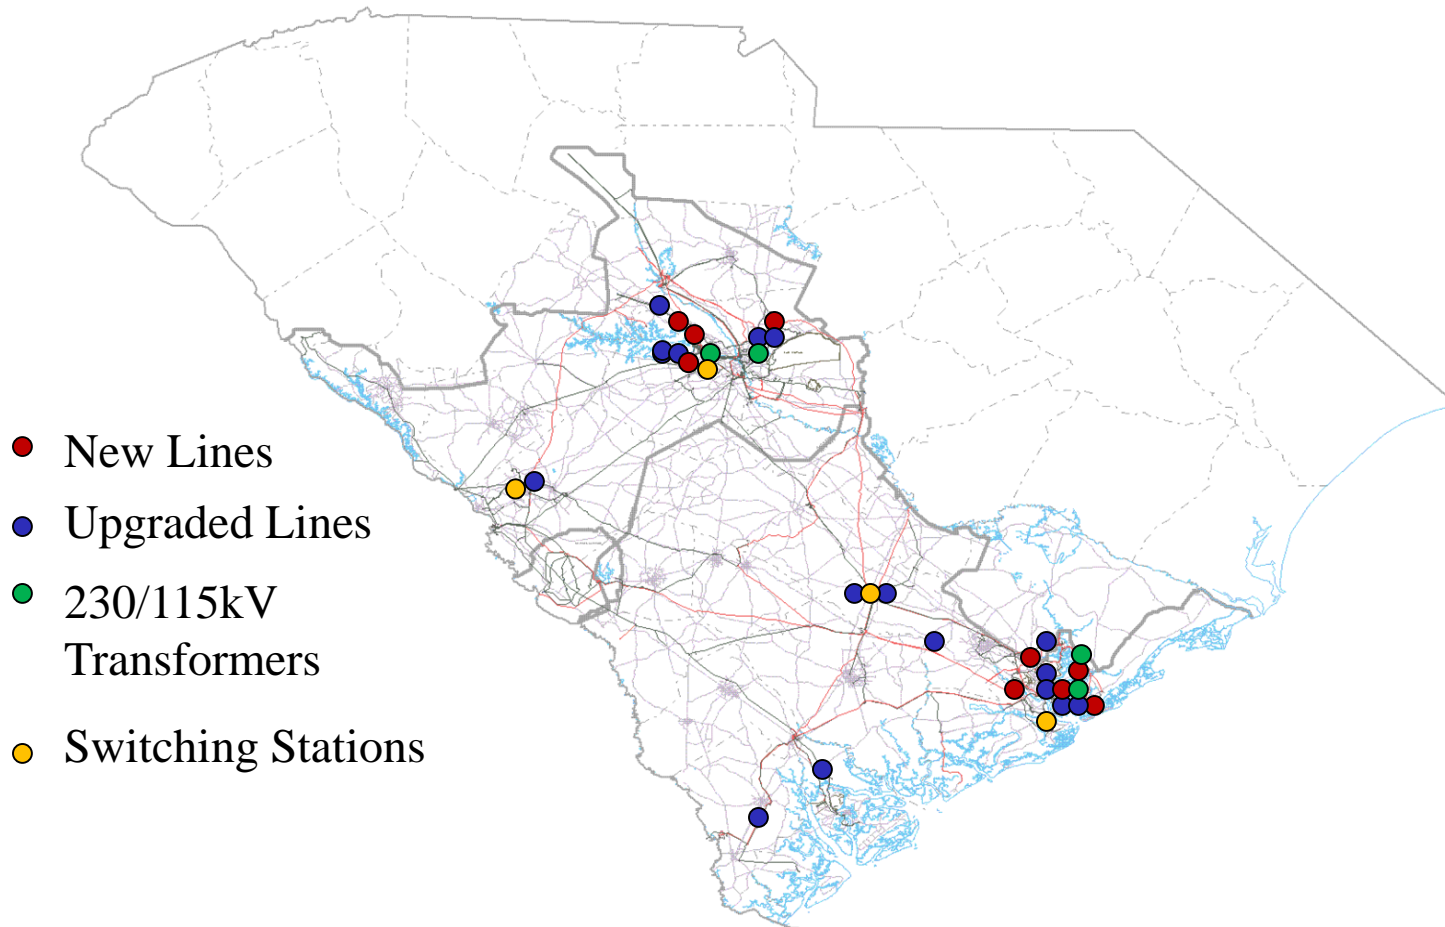 New Lines
Upgraded Lines
230/115kV
Transformers
Switching Stations